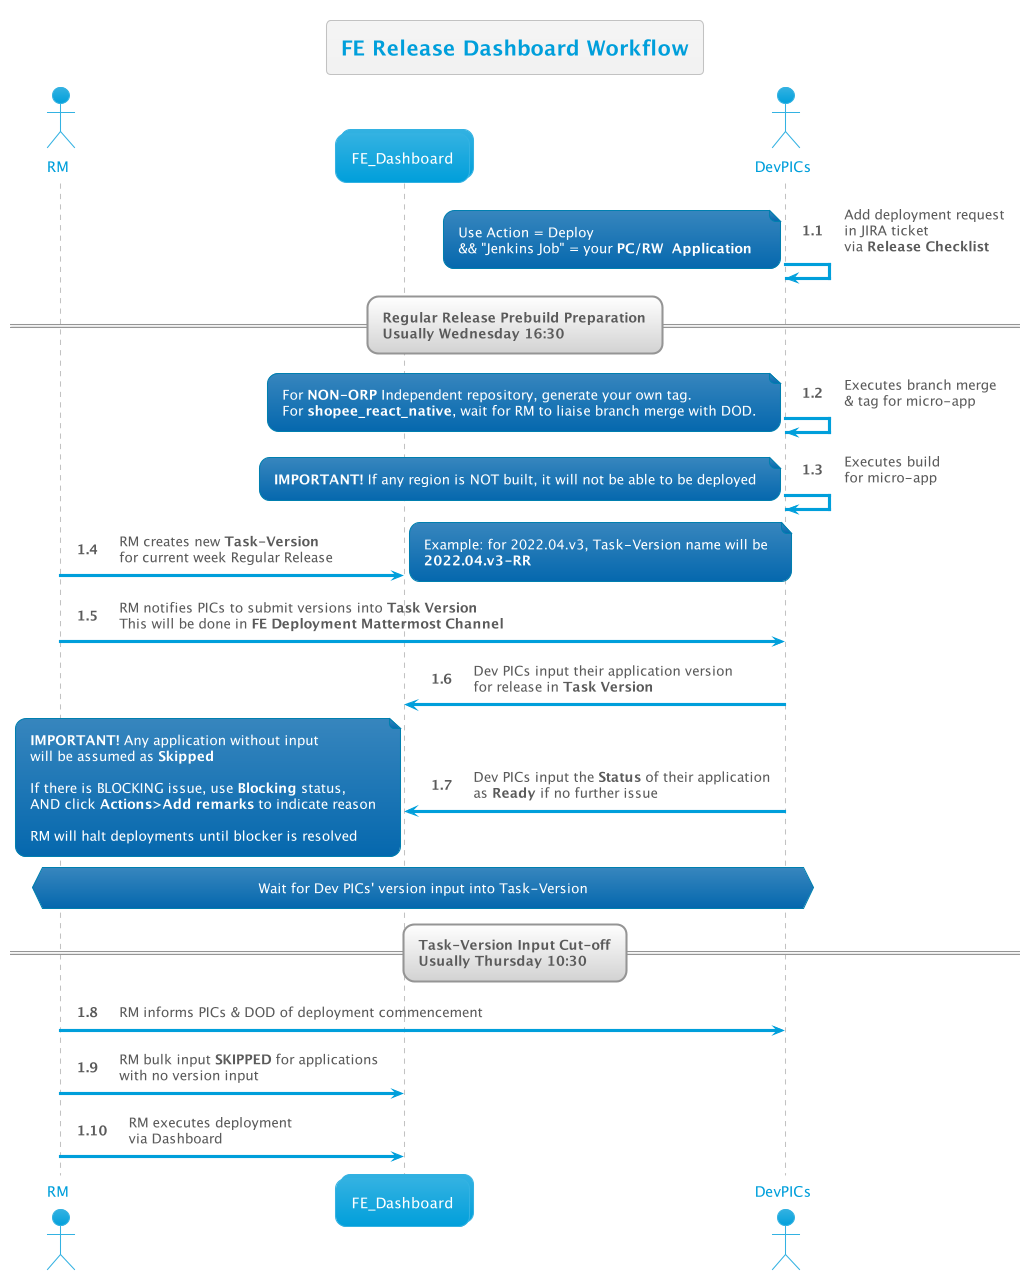 FE Release Dashboard Workflow
RM
FE_Dashboard
DevPICs
Use Action = Deploy
&& "Jenkins Job" = your PC/RW  Application
1.1
Add deployment request
in JIRA ticket
via Release Checklist
Regular Release Prebuild Preparation
Usually Wednesday 16:30
For NON-ORP Independent repository, generate your own tag.
For shopee_react_native, wait for RM to liaise branch merge with DOD.
1.2
Executes branch merge
& tag for micro-app
IMPORTANT! If any region is NOT built, it will not be able to be deployed
1.3
Executes build
for micro-app
1.4
RM creates new Task-Version
for current week Regular Release
Example: for 2022.04.v3, Task-Version name will be
2022.04.v3-RR
1.5
RM notifies PICs to submit versions into Task Version
This will be done in FE Deployment Mattermost Channel
1.6
Dev PICs input their application version
for release in Task Version
IMPORTANT! Any application without input
will be assumed as Skipped
If there is BLOCKING issue, use Blocking status,
AND click Actions>Add remarks to indicate reason
RM will halt deployments until blocker is resolved
1.7
Dev PICs input the Status of their application
as Ready if no further issue
Wait for Dev PICs' version input into Task-Version
Task-Version Input Cut-off
Usually Thursday 10:30
1.8
RM informs PICs & DOD of deployment commencement
1.9
RM bulk input SKIPPED for applications
with no version input
1.10
RM executes deployment
via Dashboard
RM
FE_Dashboard
DevPICs